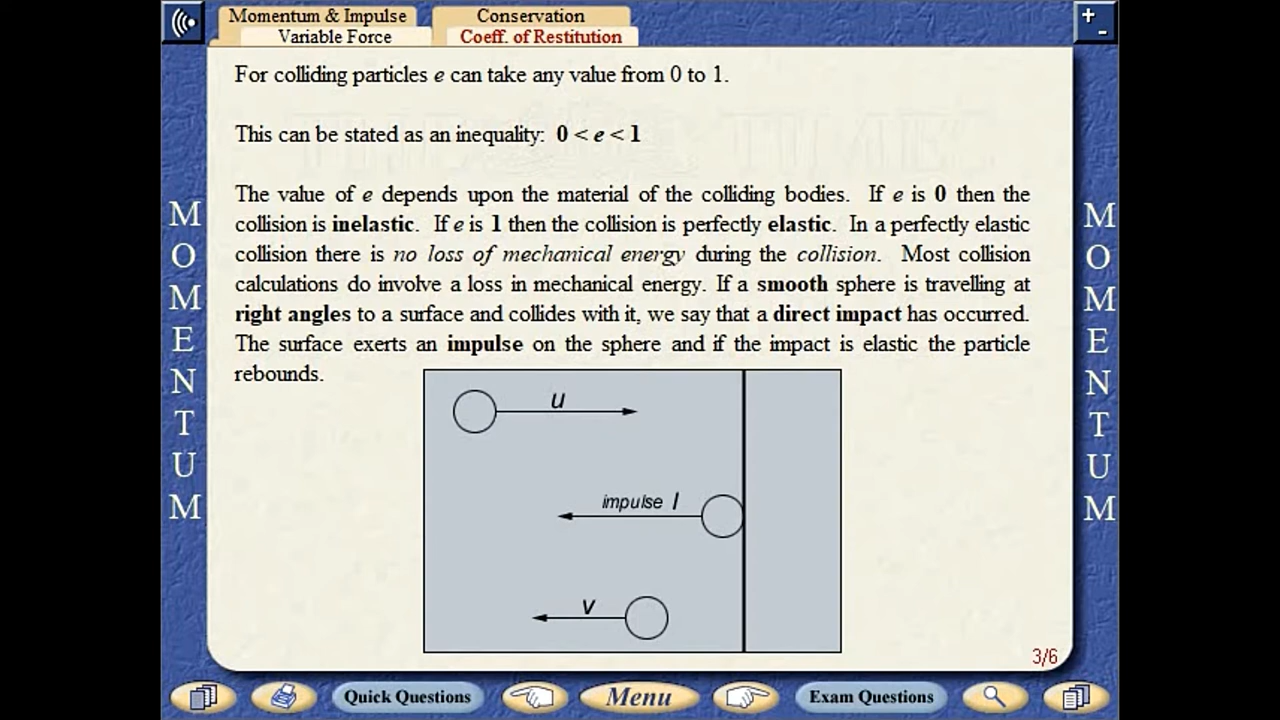 Momentum & Impulse
Conservation
Variable Force
Coeff. of Restitution
+
-
For colliding particles e can take any value from 0 to 1.
This can be stated as an inequality: 0 < e < 1
The value of e depends upon the material of the colliding bodies. If e is 0 then the
collision is inelastic. If e is 1 then the collision is perfectly elastic. In a perfectly elastic
collision there is no loss of mechanical energy during the collision. Most collision
calculations do involve a loss in mechanical energy. If a smooth sphere is travelling at
right angles to a surface and collides with it, we say that a direct impact has occurred.
The surface exerts an impulse on the sphere and if the impact is elastic the particle
rebounds.
u
impulse I
v
3/6
MOMENTUM
MOMENTUM
Quick Questions
Menu
Exam Questions